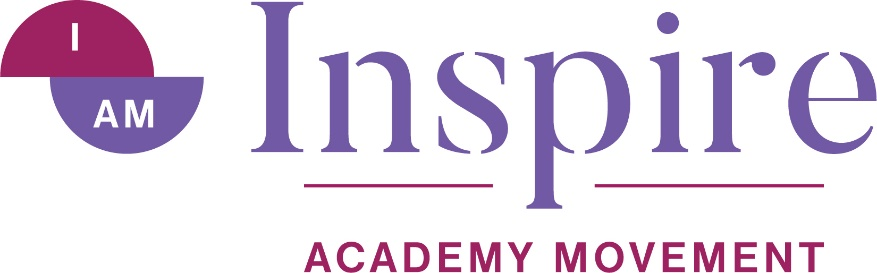 I
AM
Inspire
ACADEMY MOVEMENT